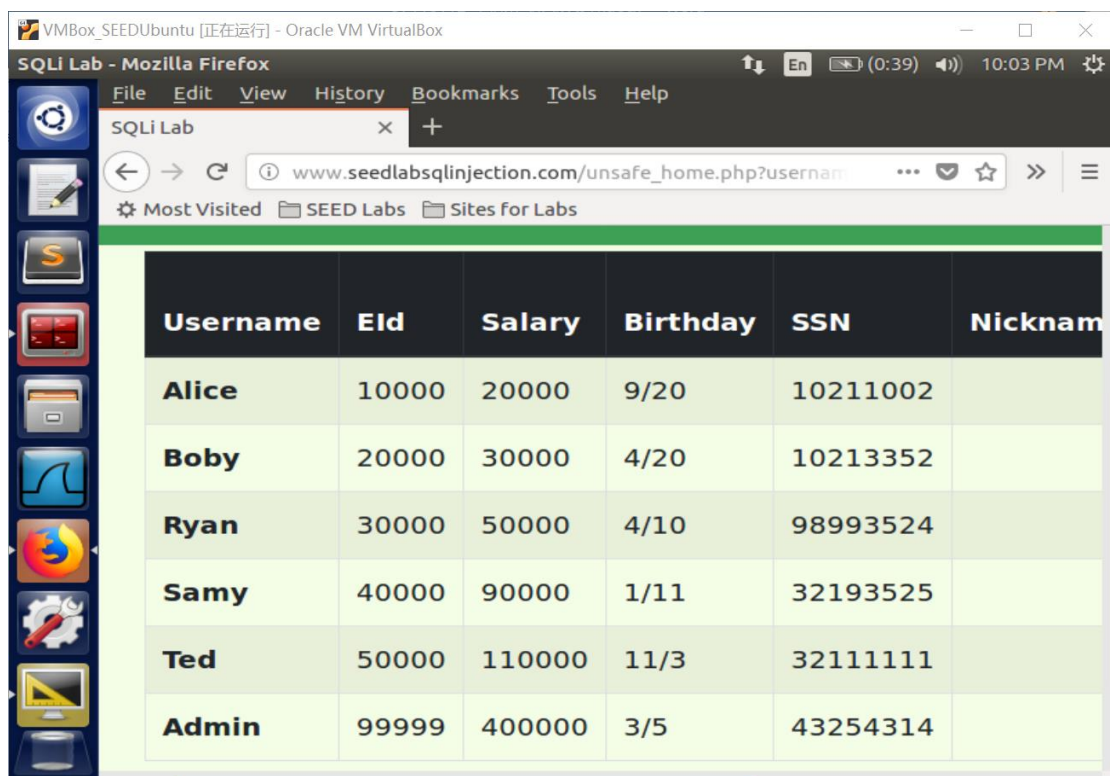 VMBox_SEEDUbuntu [正在运行] - Oracle VM VirtualBox
SQLi Lab - Mozilla Firefox En (0:39) 10:03 PM
File Edit View History Bookmarks Tools Help
SQLi Lab
www.seedlabsqlinjection.com/unsafe_home.php?usernam
Most Visited SEED Labs Sites for Labs
Username EId Salary Birthday SSN Nicknam
Alice 10000 20000 9/20 10211002
Boby 20000 30000 4/20 10213352
Ryan 30000 50000 4/10 98993524
Samy 40000 90000 1/11 32193525
Ted 50000 110000 11/3 32111111
Admin 99999 400000 3/5 43254314